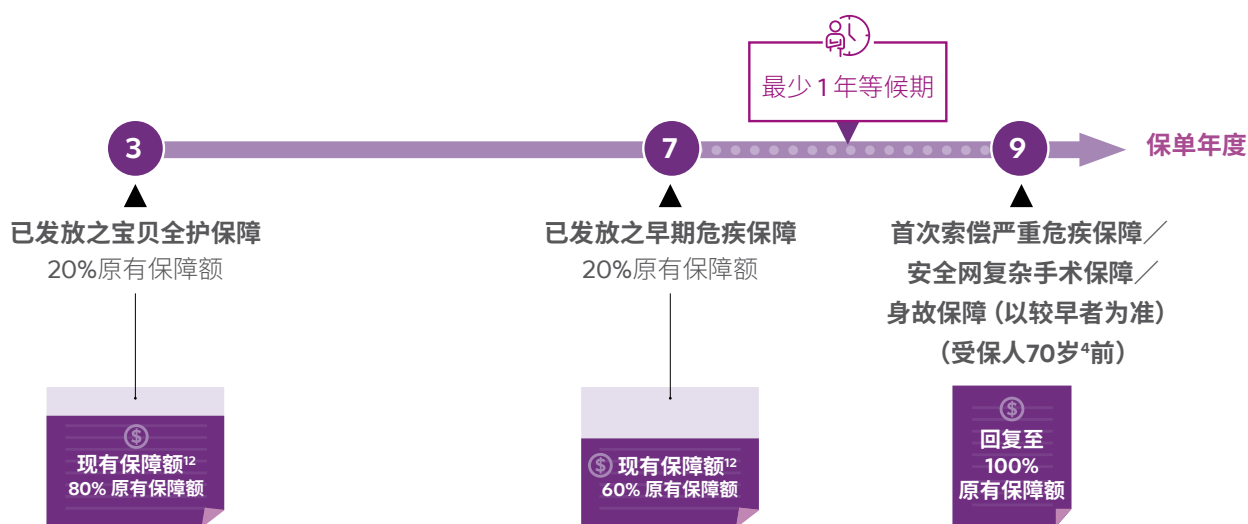 最少 1 年等候期
3
7
9
保单年度
已发放之宝贝全护保障
20%原有保障额
已发放之早期危疾保障
20%原有保障额
首次索偿严重危疾保障／
安全网复杂手术保障／
身故保障（以较早者为准）
（受保人70岁⁴前）
$
现有保障额¹²
80% 原有保障额
$ 现有保障额¹²
60% 原有保障额
$
回复至
100%
原有保障额